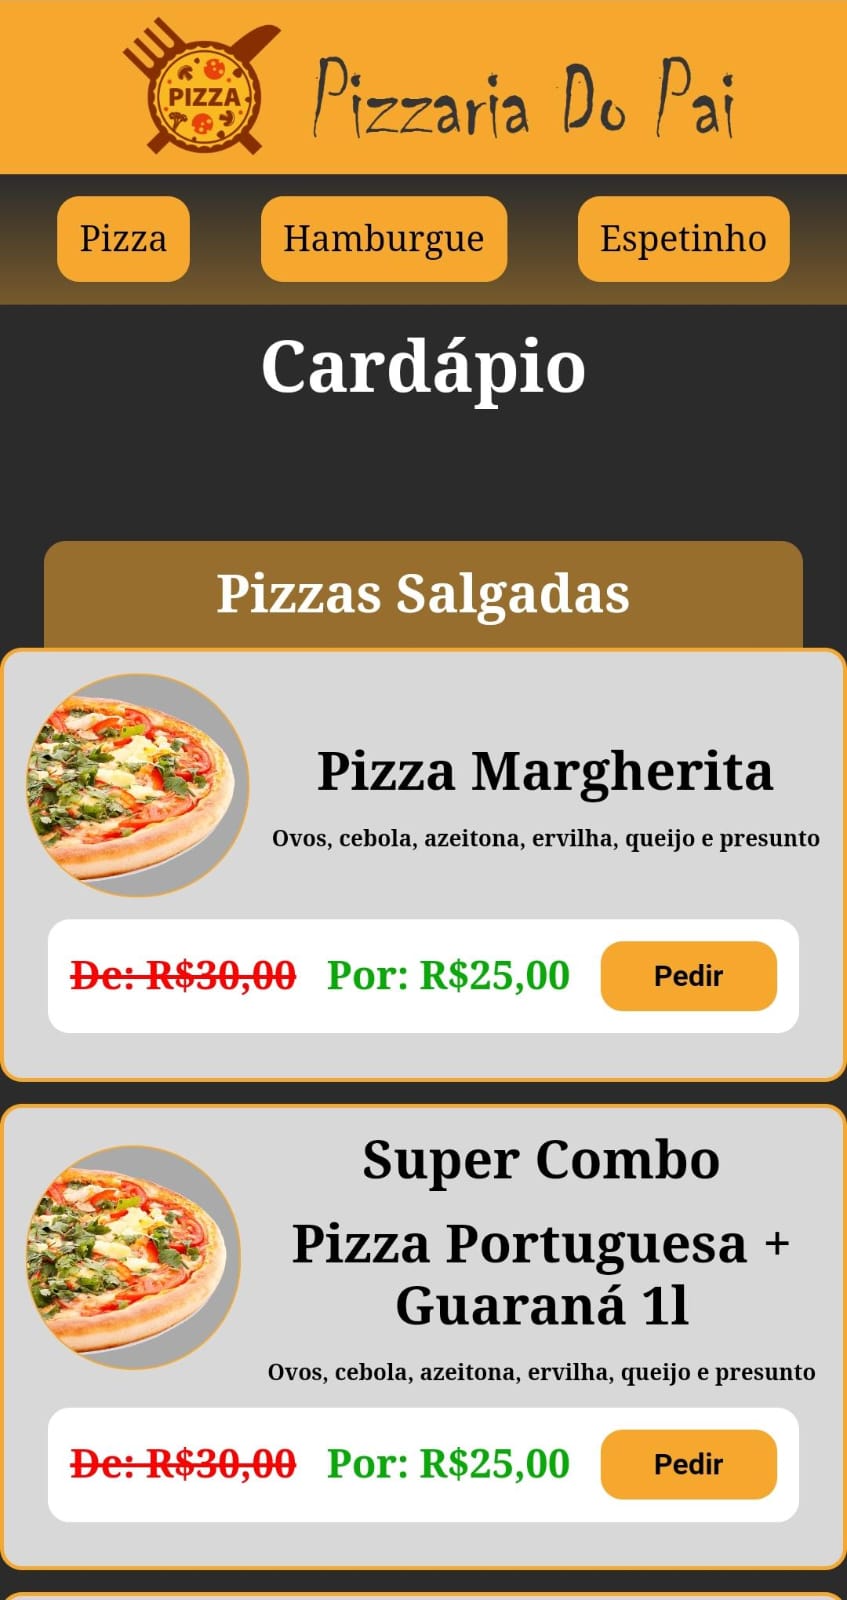 PIZZA
Pizzaria Do Pai
Pizza
Hamburgue
Espetinho
Cardápio
Pizzas Salgadas
Pizza Margherita
Ovos, cebola, azeitona, ervilha, queijo e presunto
De: R$30,00 Por: R$25,00 Pedir
Super Combo
Pizza Portuguesa +
Guaraná 1l
Ovos, cebola, azeitona, ervilha, queijo e presunto
De: R$30,00 Por: R$25,00 Pedir